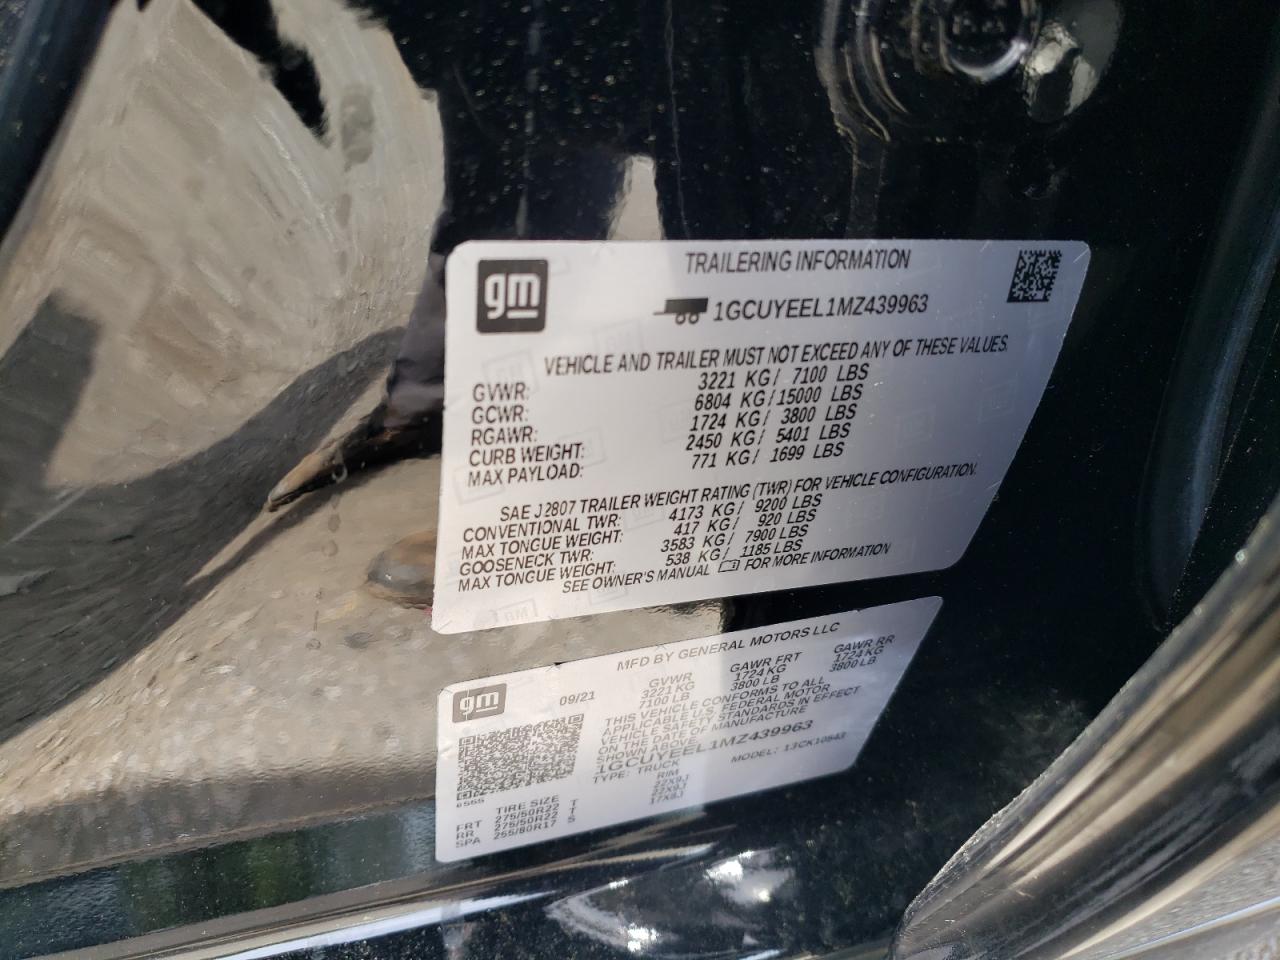 gm
TRAILERING INFORMATION
1GCUYEEL1MZ439963
VEHICLE AND TRAILER MUST NOT EXCEED ANY OF THESE VALUES.
GVWR: 3221 KG/ 7100 LBS
GCWR: 6804 KG/15000 LBS
RGAWR: 1724 KG/ 3800 LBS
CURB WEIGHT: 2450 KG/ 5401 LBS
MAX PAYLOAD: 771 KG/ 1699 LBS
SAE J2807 TRAILER WEIGHT RATING (TWR) FOR VEHICLE CONFIGURATION.
CONVENTIONAL TWR: 4173 KG/ 9200 LBS
MAX TONGUE WEIGHT: 417 KG/ 920 LBS
GOOSENECK TWR: 3583 KG/ 7900 LBS
MAX TONGUE WEIGHT: 538 KG/ 1185 LBS
SEE OWNER'S MANUAL FOR MORE INFORMATION
gm
MFD BY GENERAL MOTORS LLC
09/21
GVWR GAWR FRT GAWR RR
3221 KG 1724 KG 1724 KG
7100 LB 3800 LB 3800 LB
THIS VEHICLE CONFORMS TO ALL
APPLICABLE U.S. FEDERAL MOTOR
VEHICLE SAFETY STANDARDS IN EFFECT
ON THE DATE OF MANUFACTURE
SHOWN ABOVE.
1GCUYEEL1MZ439963
TYPE: TRUCK MODEL: 13CK10543
TIRE SIZE RIM
FRT 275/50R22 T 22X9J
RR 275/50R22 T 22X9J
SPA 255/80R17 S 17X8J